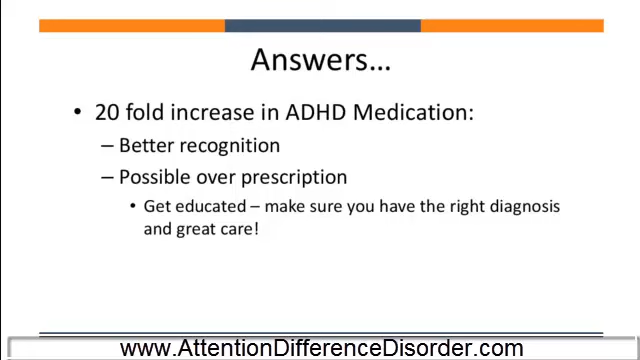 Answers...
• 20 fold increase in ADHD Medication:
– Better recognition
– Possible over prescription
• Get educated – make sure you have the right diagnosis
and great care!
www.AttentionDifferenceDisorder.com